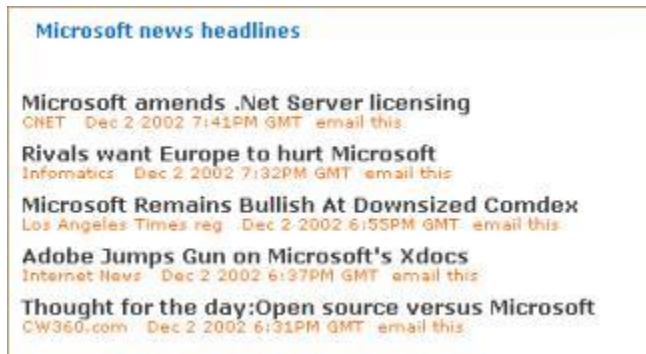 Microsoft news headlines
Microsoft amends .Net Server licensing
CNET Dec 2 2002 7:41PM GMT email this
Rivals want Europe to hurt Microsoft
Infomatics Dec 2 2002 7:32PM GMT email this
Microsoft Remains Bullish At Downsized Comdex
Los Angeles Times reg Dec 2 2002 6:55PM GMT email this
Adobe Jumps Gun on Microsoft's Xdocs
Internet News Dec 2 2002 6:37PM GMT email this
Thought for the day:Open source versus Microsoft
CW360.com Dec 2 2002 6:31PM GMT email this